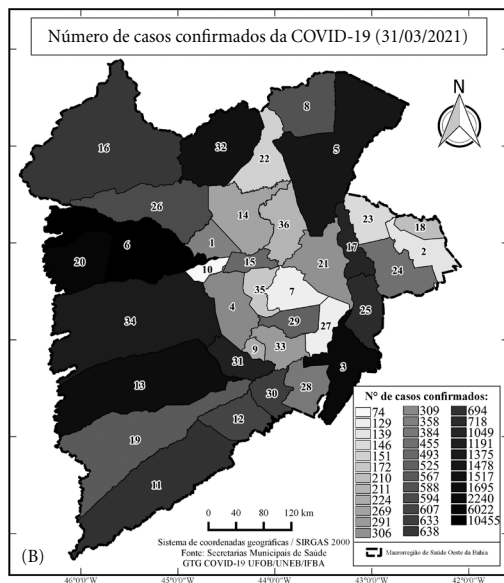 Número de casos confirmados da COVID-19 (31/03/2021)
N
8
16
32
5
22
26
14
36
23
18
1
17
2
6
20
15
21
24
10
35
7
4
25
34
29
27
33
9
31
3
13
30
28
12
19
11
Nº de casos confirmados:
74 309 694
129 358 718
139 384 1049
146 455 1191
151 493 1375
172 525 1478
210 567 1517
211 588 1695
224 594 2240
269 607 6022
291 633 10455
306 638
0 50 100 km
Sistema de coordenadas geográficas / SIRGAS 2000
Fonte: Secretarias Municipais de Saúde
GTG COVID-19 UFOB/UNEB/IFBA
Macrorregião de Saúde Oeste da Bahia
(B)
46°0'0"W 45°0'0"W 44°0'0"W 43°0'0"W 42°0'0"W